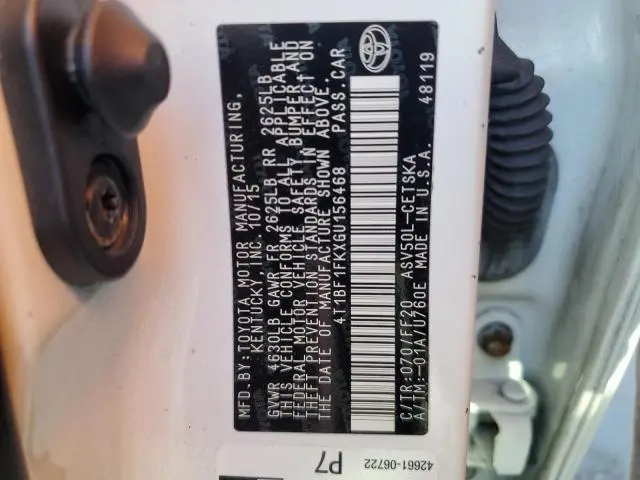 MFD.BY:TOYOTA MOTOR MANUFACTURING,
KENTUCKY, INC. 10/15
GVWR 4630LB GAWR FR 2625LB RR 2625LB
THIS VEHICLE CONFORMS TO ALL APPLICABLE
FEDERAL MOTOR VEHICLE SAFETY, BUMPER AND
THEFT PREVENTION STANDARDS IN EFFECT ON
THE DATE OF MANUFACTURE SHOWN ABOVE.
4T1BF1FKXGU156468 PASS.CAR
C/TR:070/FF20 ASV50L-CETSKA
A/TM:-01A/U760E MADE IN U.S.A.
48119
TOYOTA
P7
42661-06722